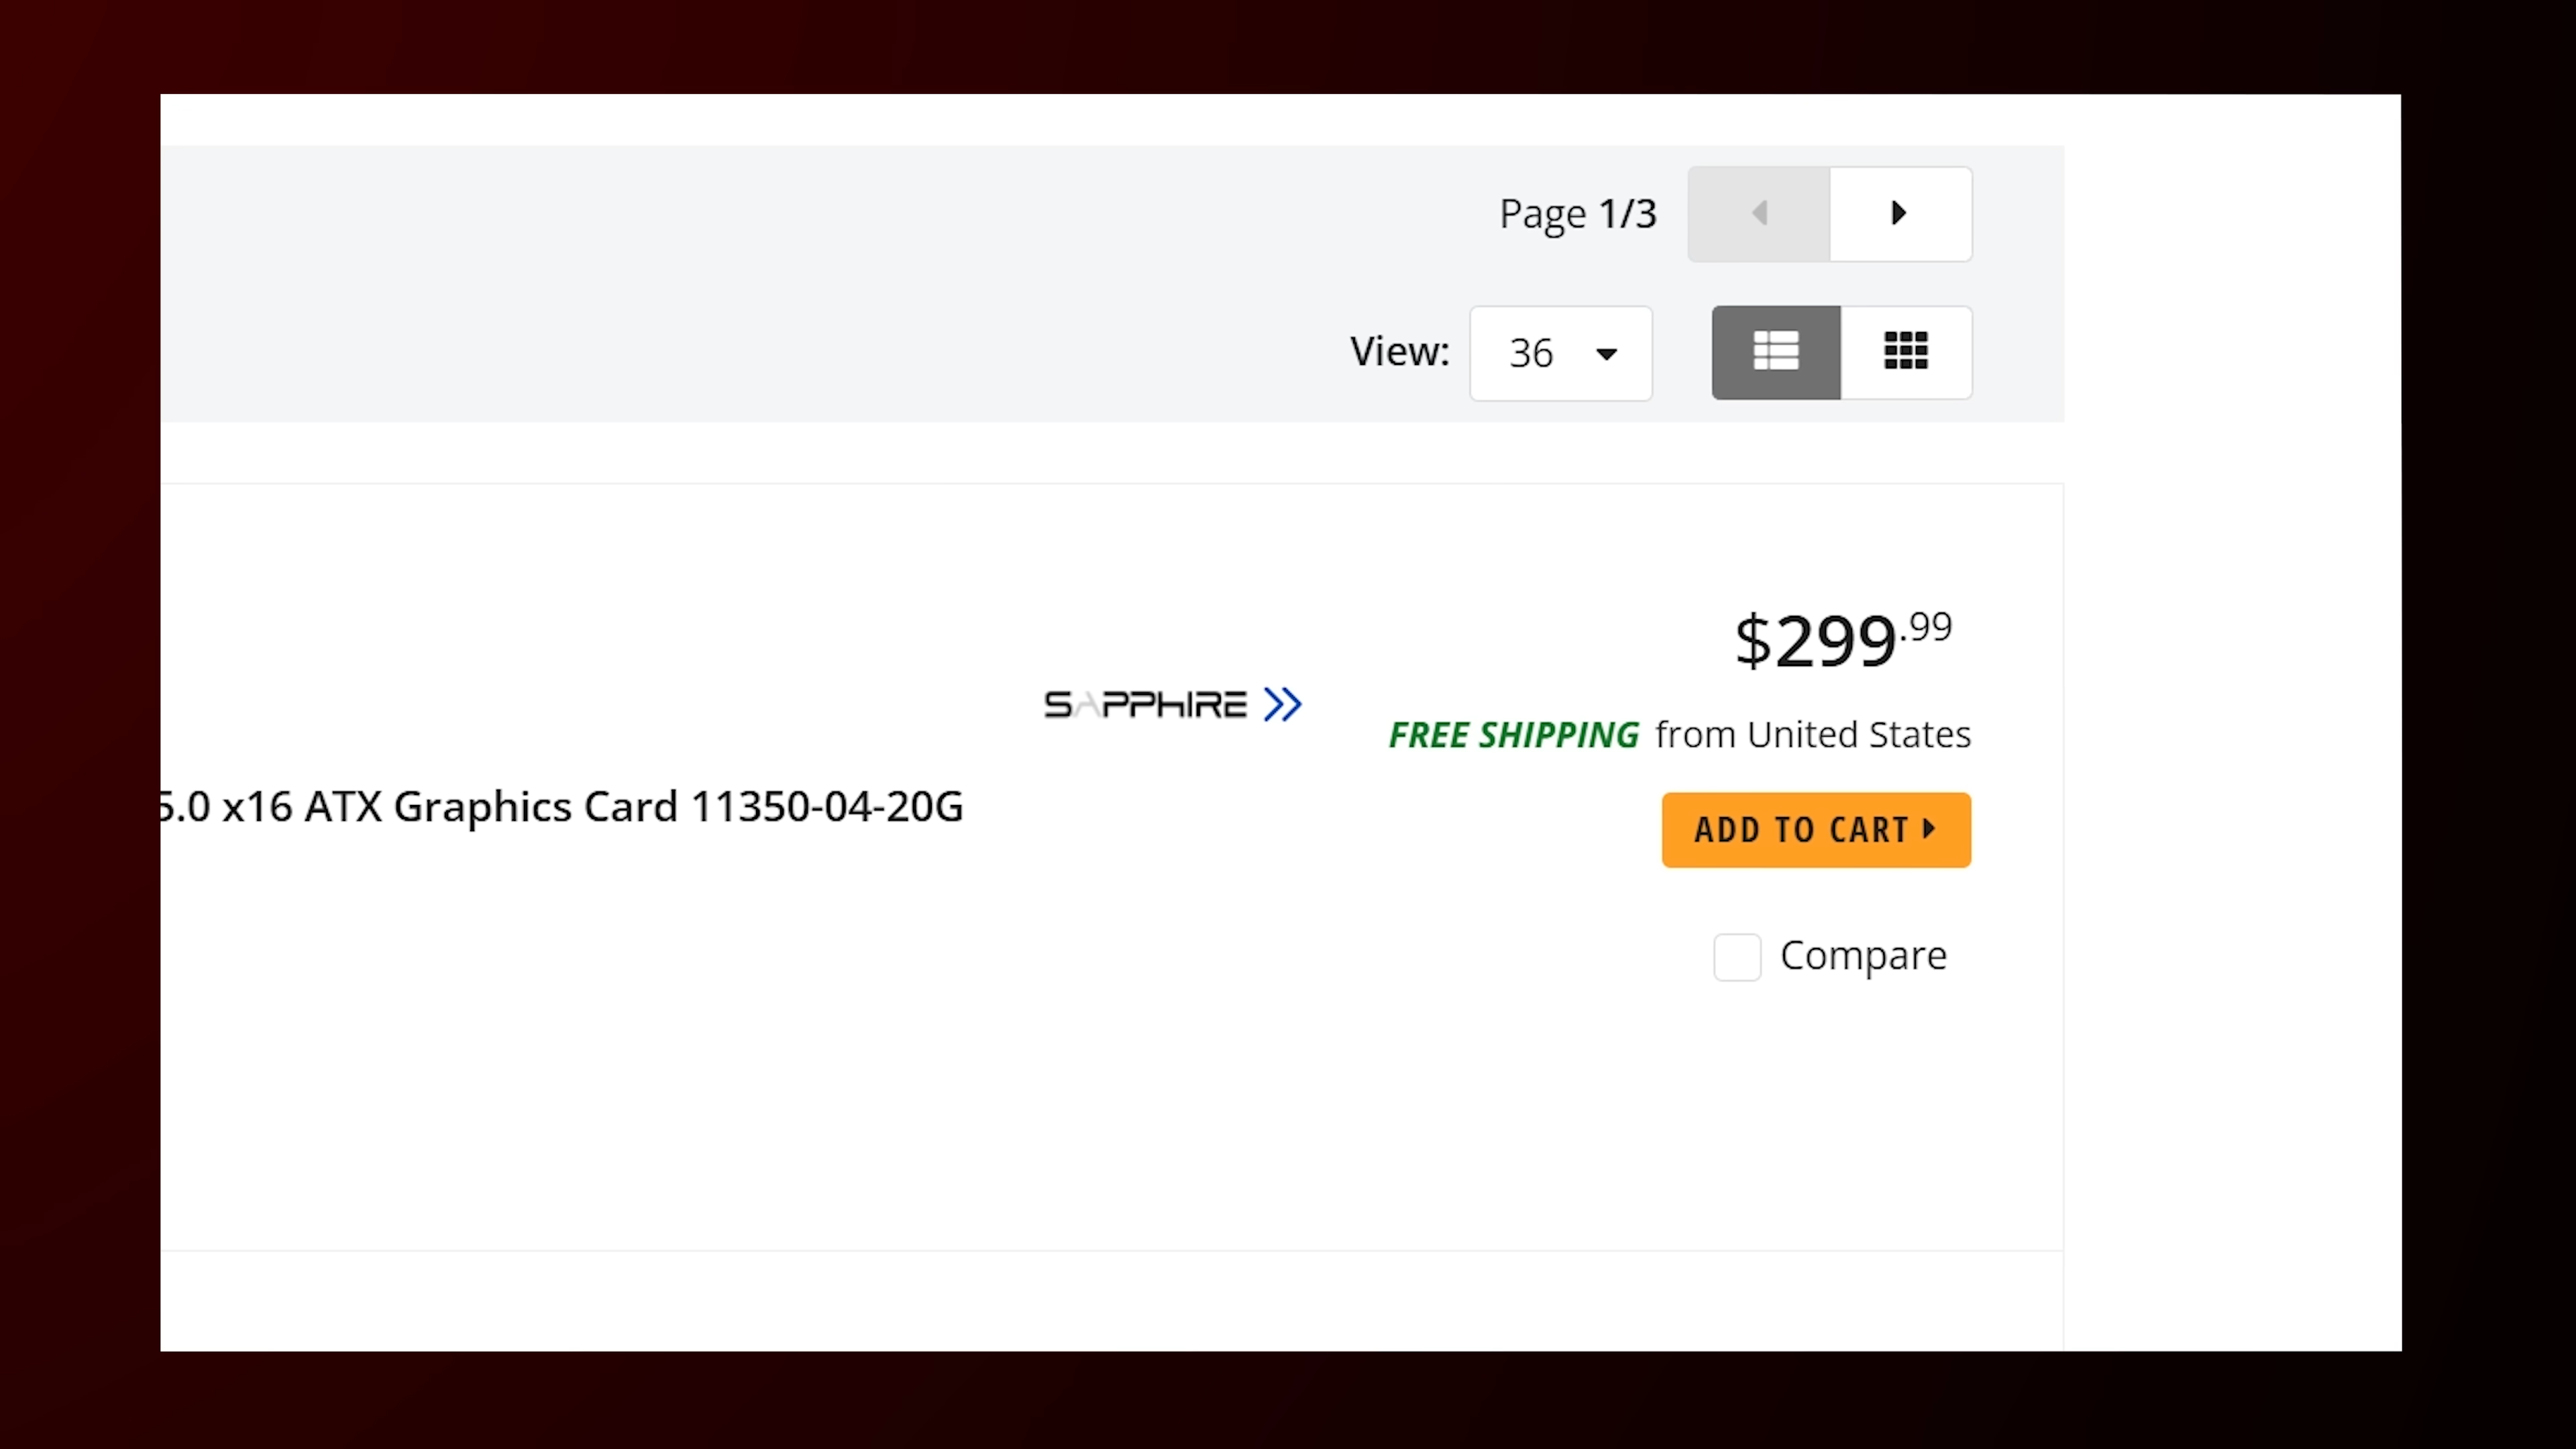 Page 1/3
View: 36
$299.99
SAPPHIRE
FREE SHIPPING from United States
5.0 x16 ATX Graphics Card 11350-04-20G
ADD TO CART
Compare